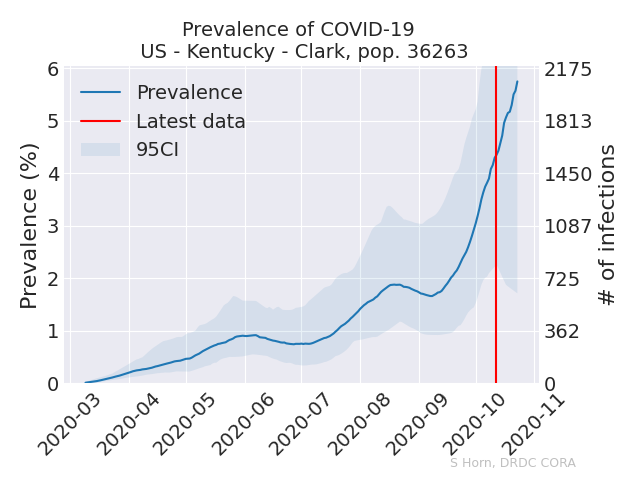 Prevalence of COVID-19
US - Kentucky - Clark, pop. 36263
Prevalence
Latest data
95CI
Prevalence (%)
6
5
4
3
2
1
0
2175
1813
1450
1087
725
362
0
# of infections
2020-03
2020-04
2020-05
2020-06
2020-07
2020-08
2020-09
2020-10
2020-11
S Horn, DRDC CORA